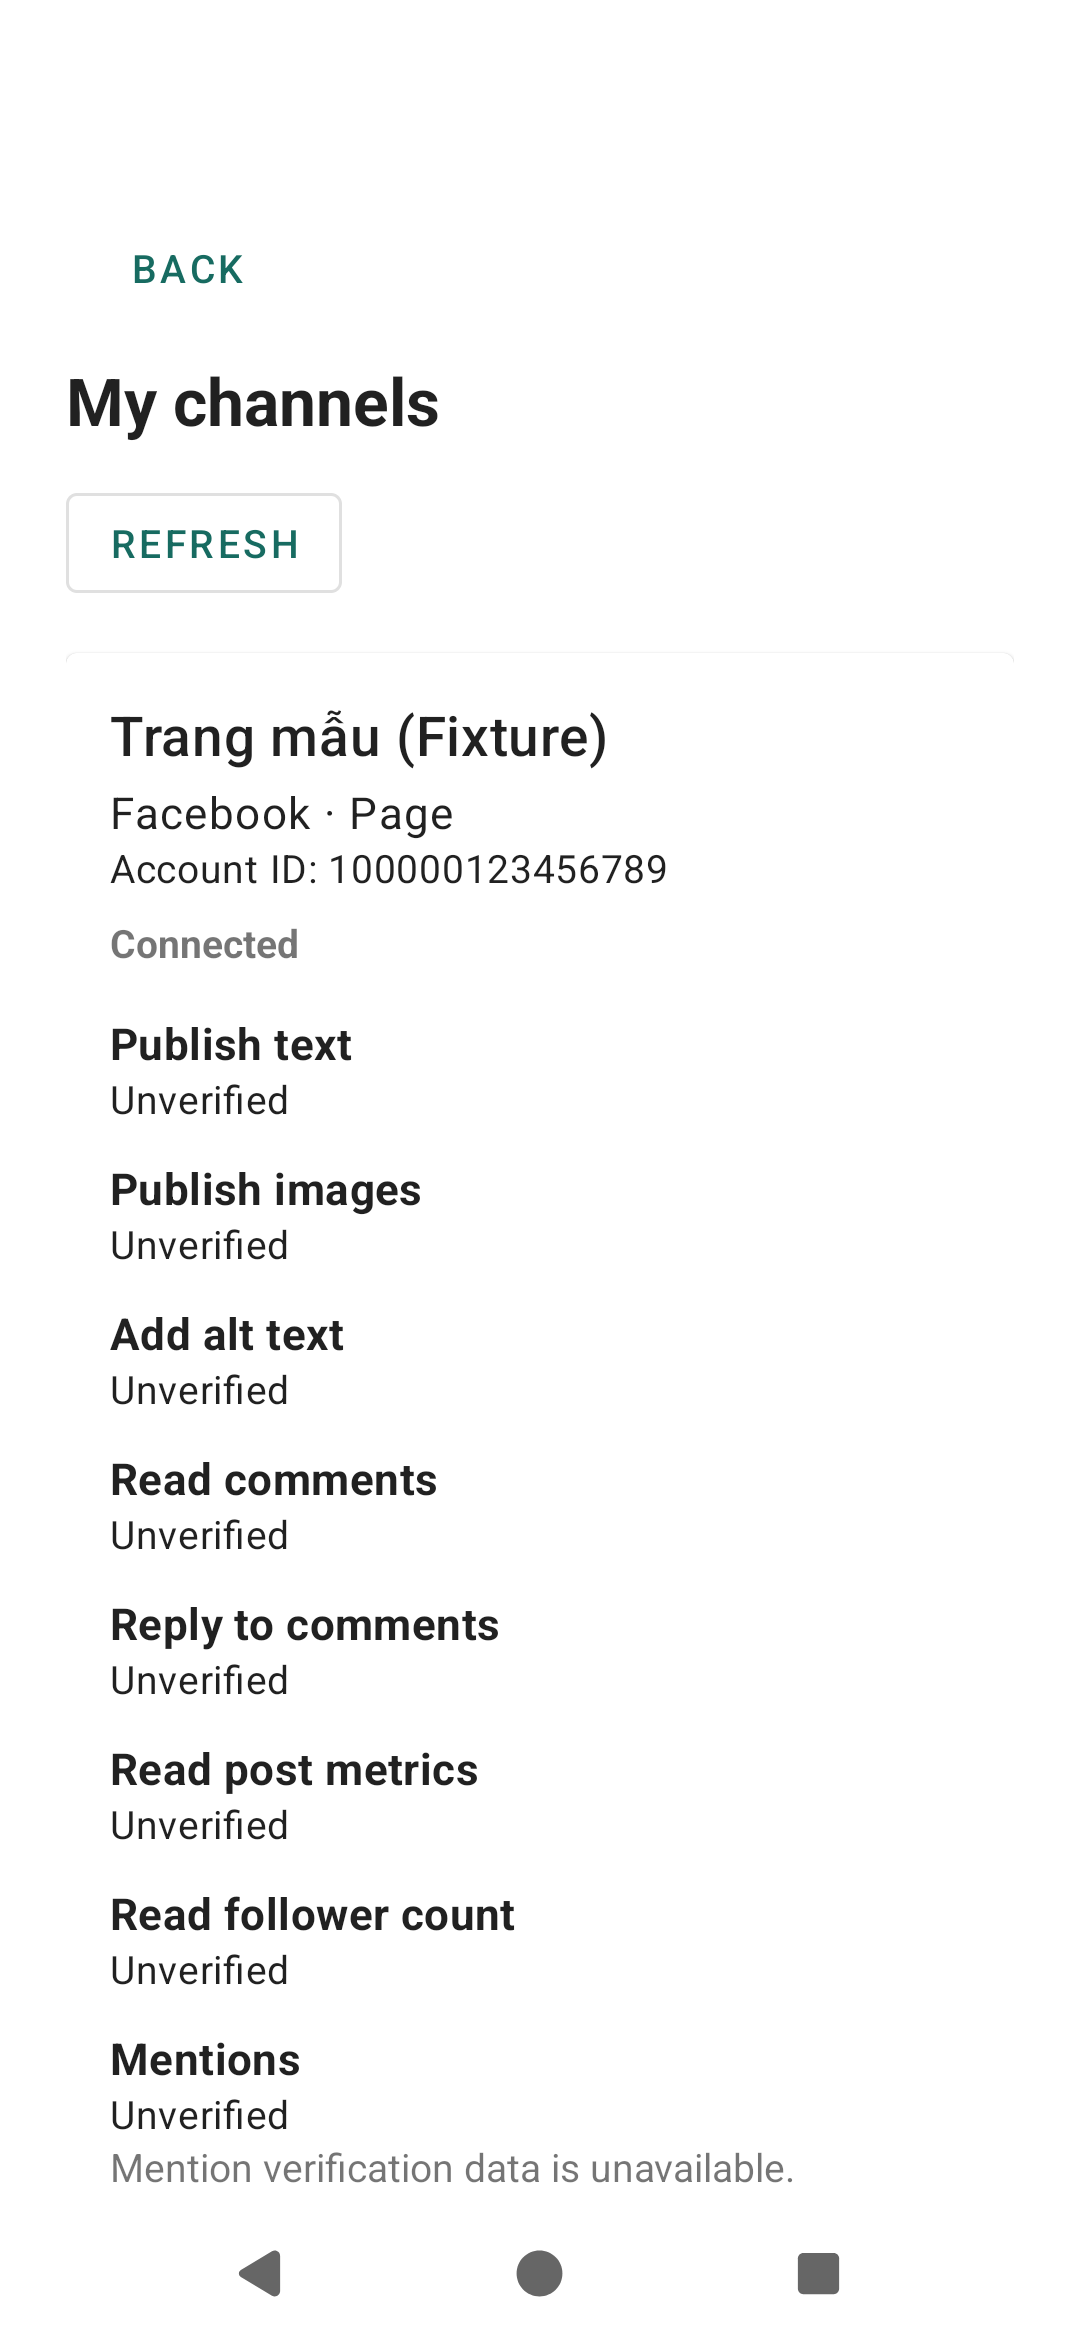 BACK
My channels
REFRESH
Trang mẫu (Fixture)
Facebook · Page
Account ID: 100000123456789
Connected
Publish text
Unverified
Publish images
Unverified
Add alt text
Unverified
Read comments
Unverified
Reply to comments
Unverified
Read post metrics
Unverified
Read follower count
Unverified
Mentions
Unverified
Mention verification data is unavailable.